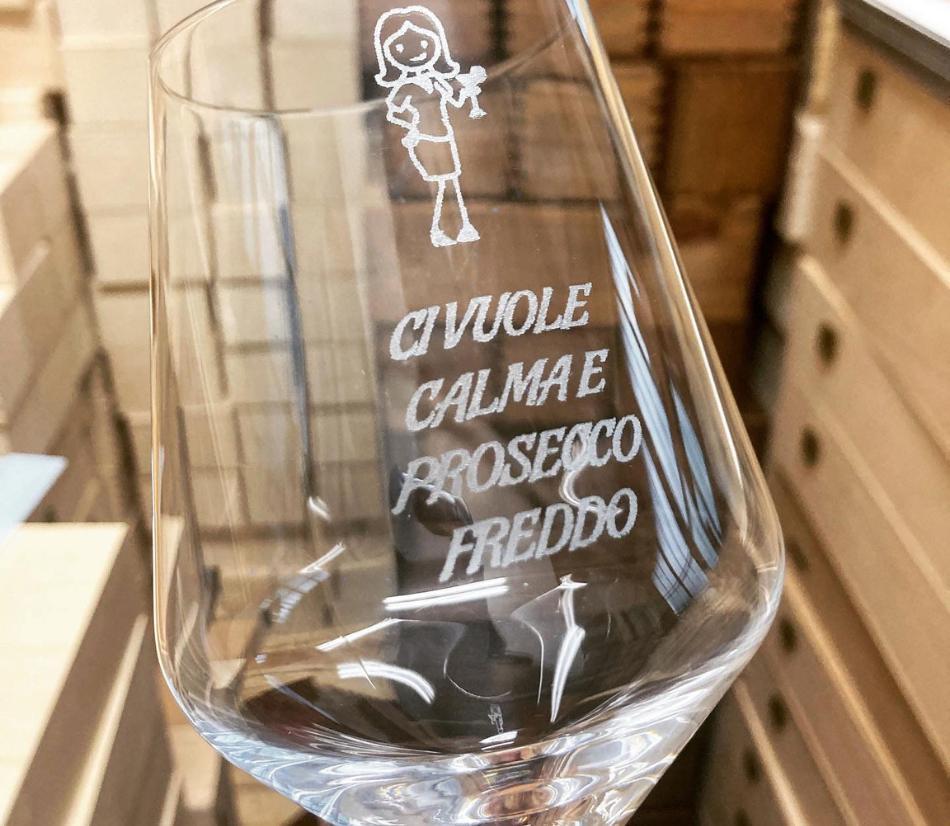 CI VUOLE
CALMA E
PROSECCO
FREDDO